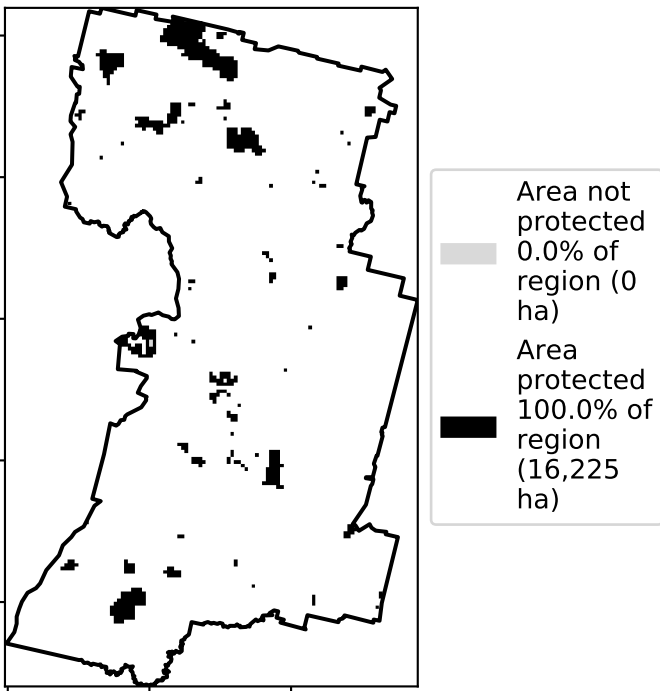 Area not
protected
0.0% of
region (0
ha)
Area
protected
100.0% of
region
(16,225
ha)